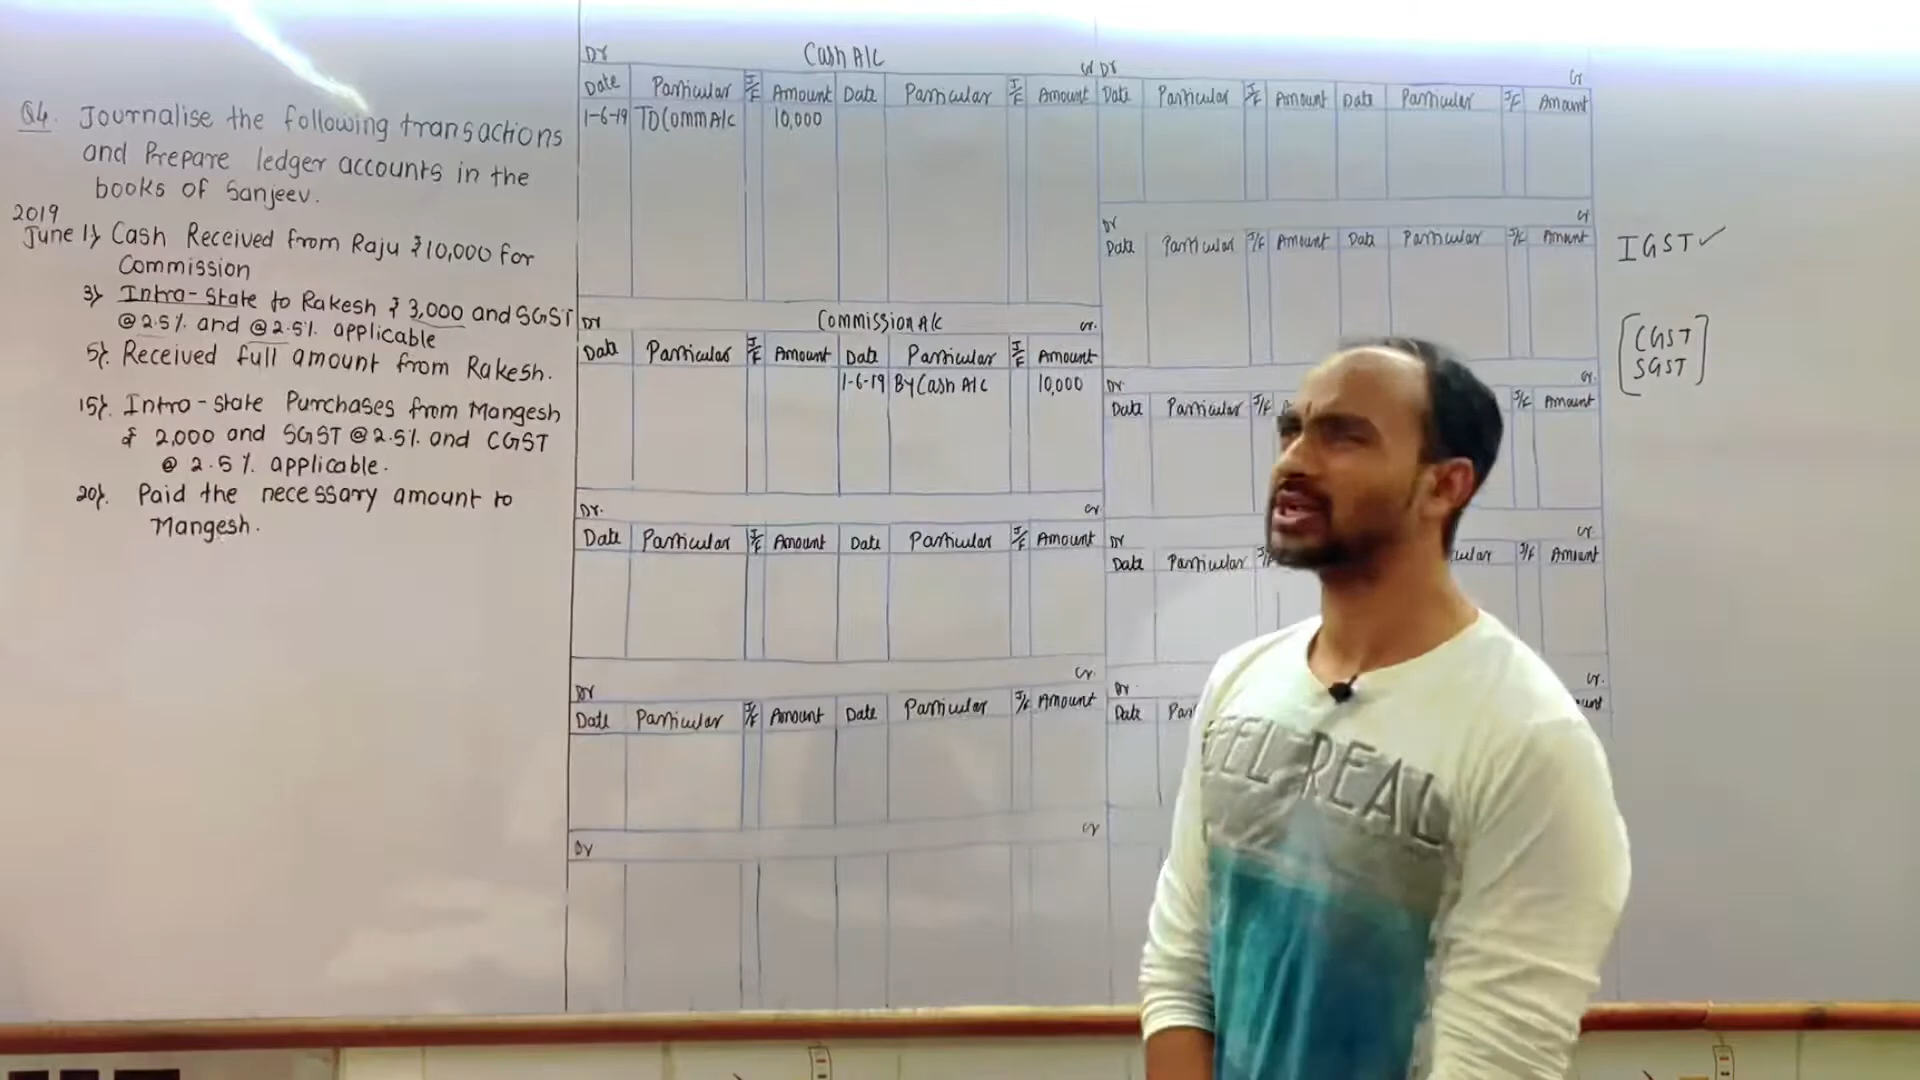 Q4. Journalise the following transactions
and Prepare ledger accounts in the
books of Sanjeev.
2019
June 1) Cash Received from Raju ₹10,000 for
Commission
3) Intra-State to Rakesh ₹ 3,000 and SGST
@ 2.5%. and @ 2.5%. applicable
5). Received full amount from Rakesh.
15). Intra-state Purchases from Mangesh
₹ 2,000 and SGST @ 2.5%. and CGST
@ 2.5%. applicable.
20). Paid the necessary amount to
Mangesh.
Dr Cash A/C Cr
Date Particular J/F Amount Date Particular J/F Amount
1-6-19 To Comm A/c 10,000
Dr Commission A/c Cr.
Date Particular J/F Amount Date Particular J/F Amount
1-6-19 By Cash A/c 10,000
Dr. Cr
Date Particular J/F Amount Date Particular J/F Amount
Dr Cr.
Date Particular J/F Amount Date Particular J/F Amount
Dr Cr
Dr Cr
Date Particular J/F Amount Date Particular J/F Amount
Dr Cr
Date Particular J/F Amount Date Particular J/F Amount
Dr. Cr.
Date Particular J/F J/F Amount
Dr Cr.
Date Particular J/F J/F Amount
Dr. Cr.
Date
IGST ✓
CGST
SGST
REAL